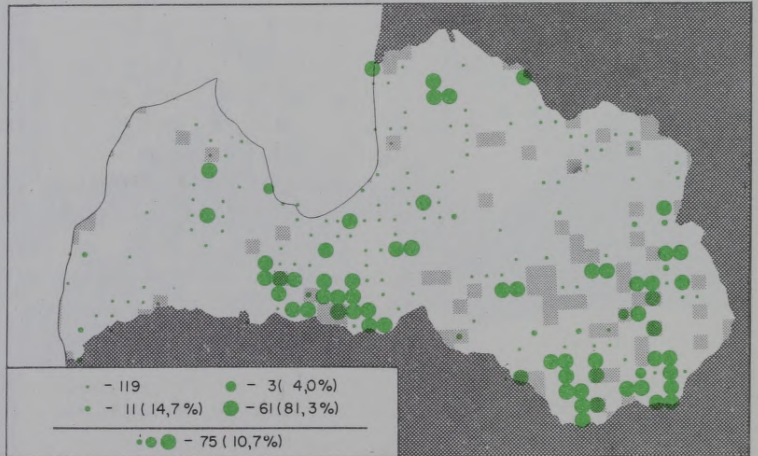 - 119 - 3( 4,0%)
- 11(14,7%) - 61(81,3%)
- 75(10,7%)